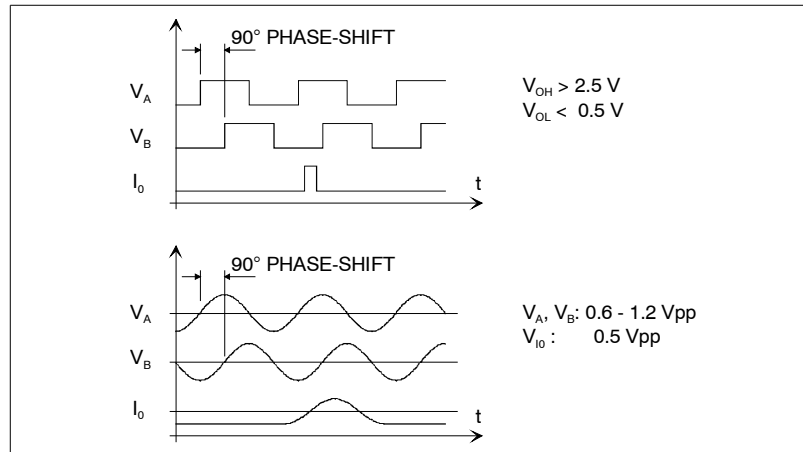 90° PHASE-SHIFT
V_A
V_B
I_0
t
V_OH > 2.5 V
V_OL < 0.5 V
90° PHASE-SHIFT
V_A
V_B
I_0
t
V_A, V_B: 0.6 - 1.2 Vpp
V_I0 : 0.5 Vpp